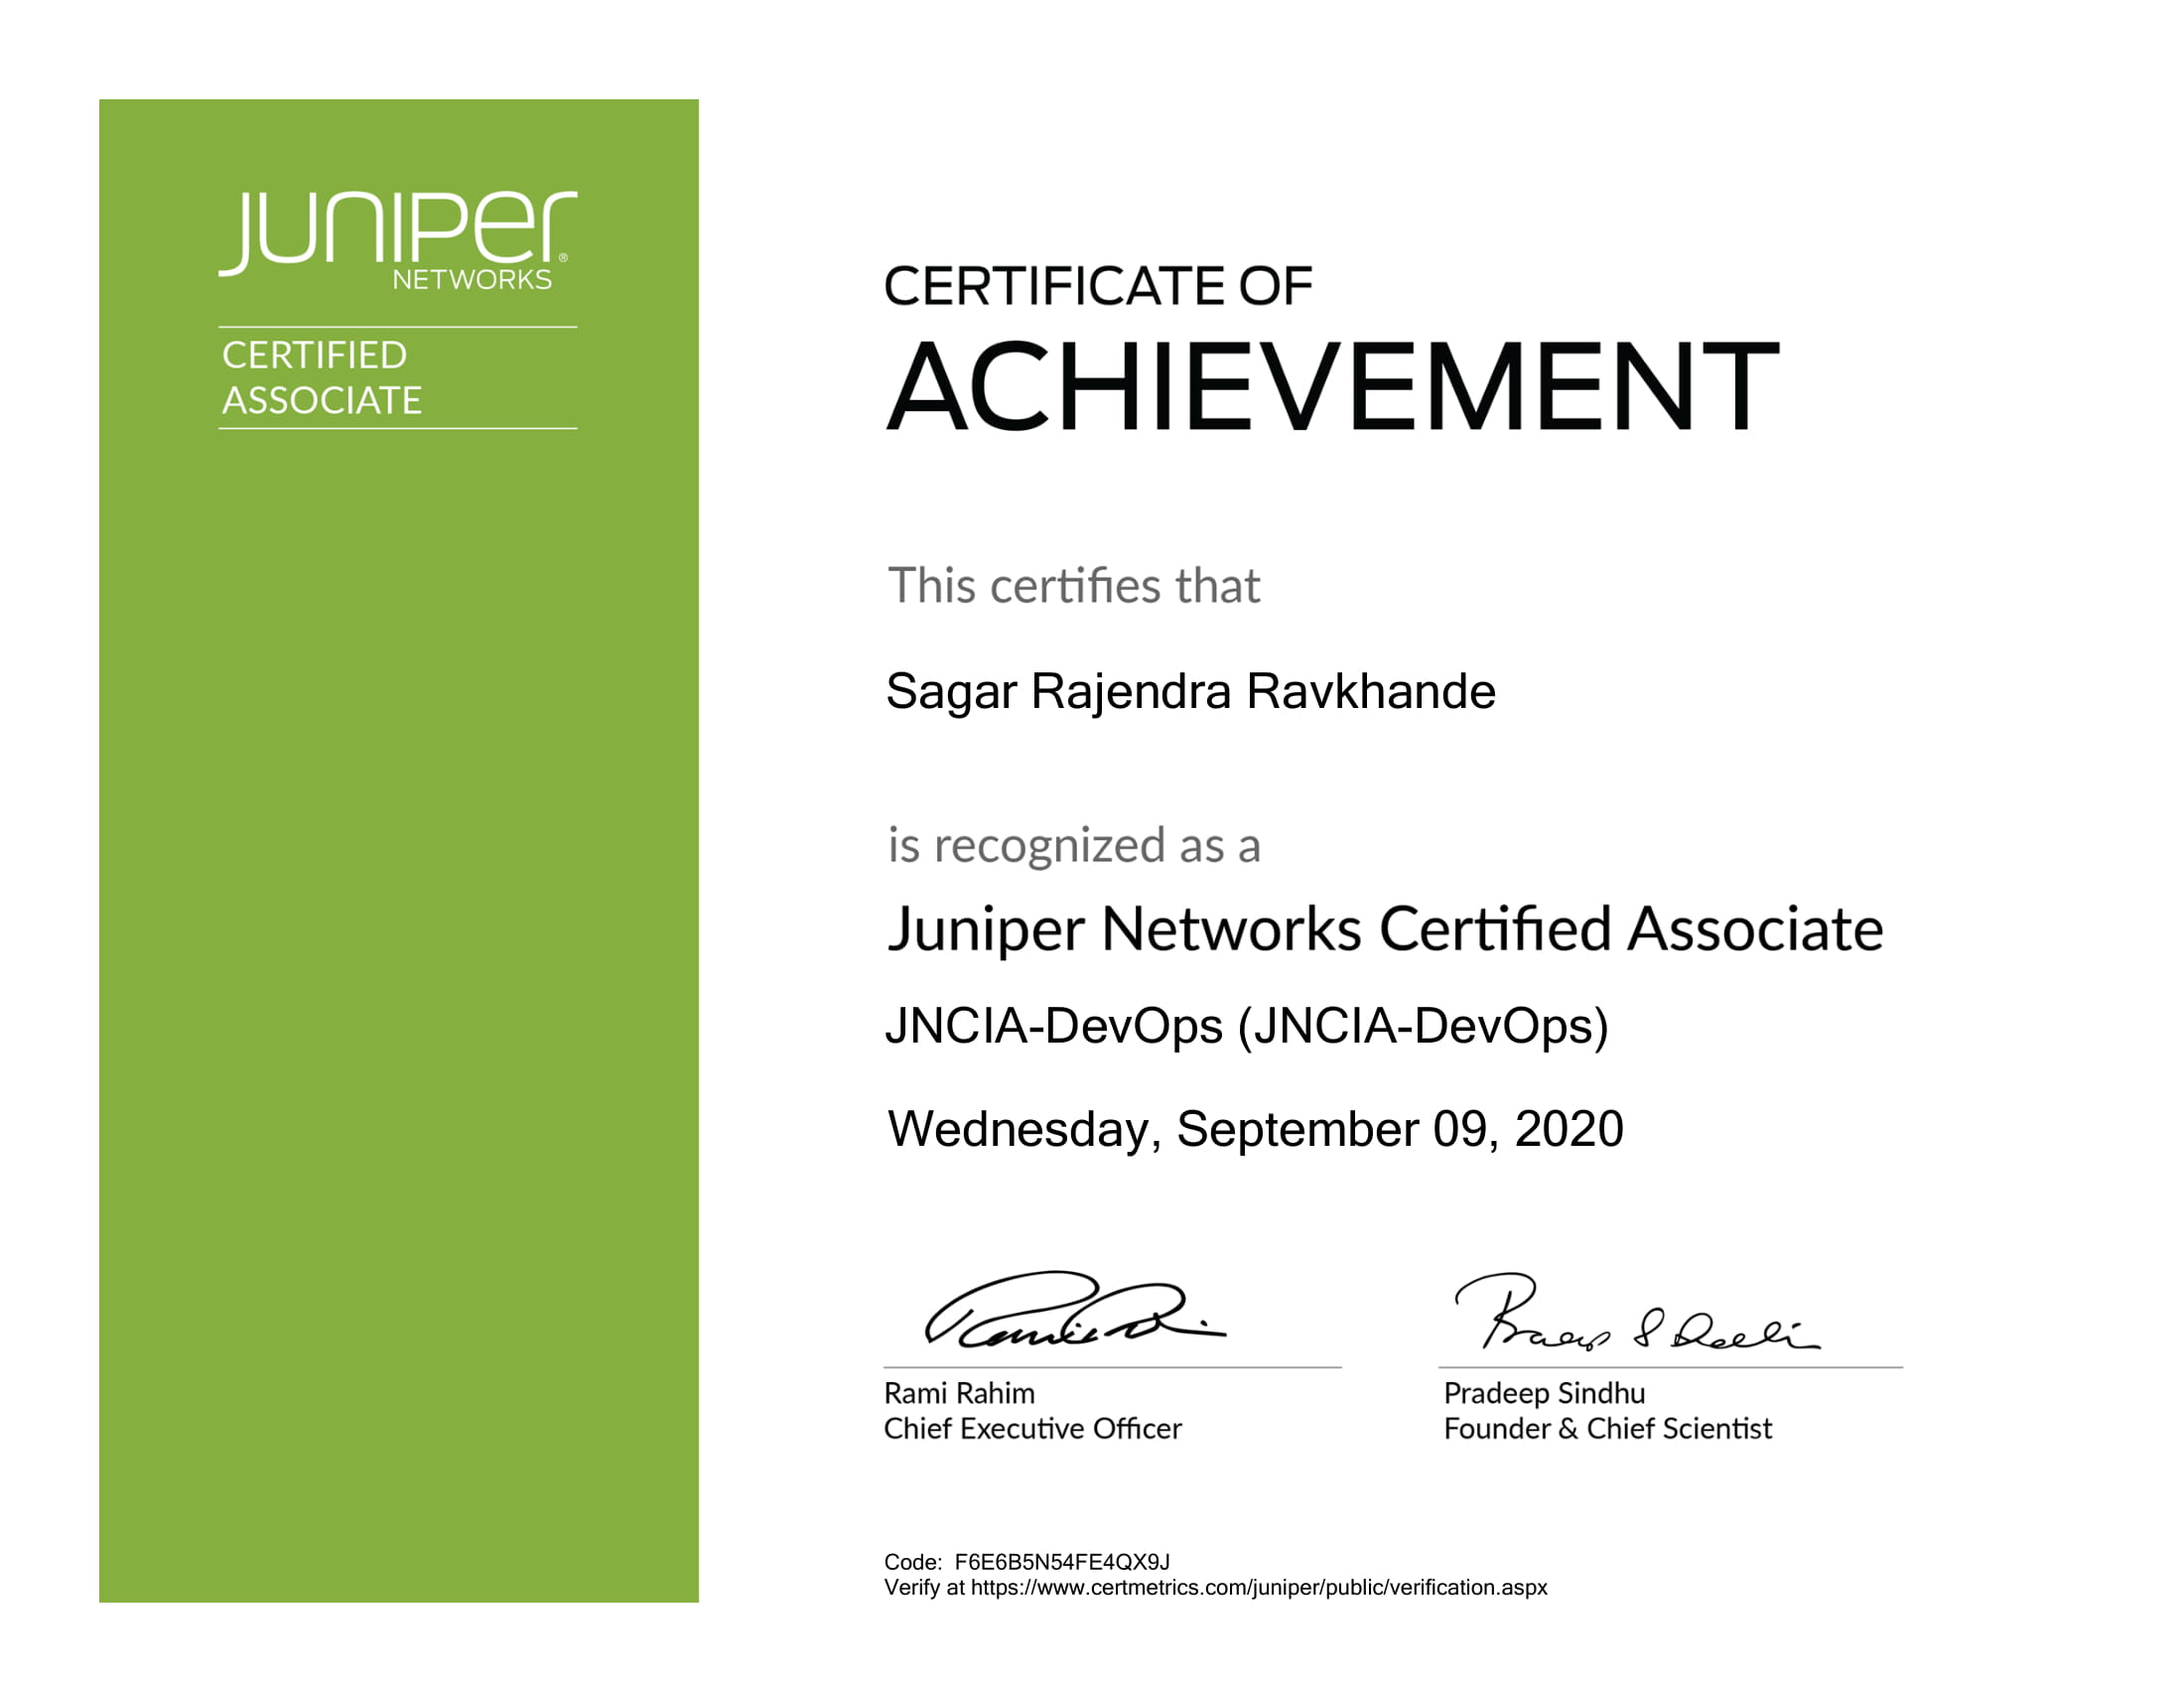 JUNIPer®
NETWORKS
CERTIFIED
ASSOCIATE
CERTIFICATE OF
ACHIEVEMENT
This certifies that
Sagar Rajendra Ravkhande
is recognized as a
Juniper Networks Certified Associate
JNCIA-DevOps (JNCIA-DevOps)
Wednesday, September 09, 2020
Rami Rahim
Chief Executive Officer
Pradeep Sindhu
Founder & Chief Scientist
Code: F6E6B5N54FE4QX9J
Verify at https://www.certmetrics.com/juniper/public/verification.aspx